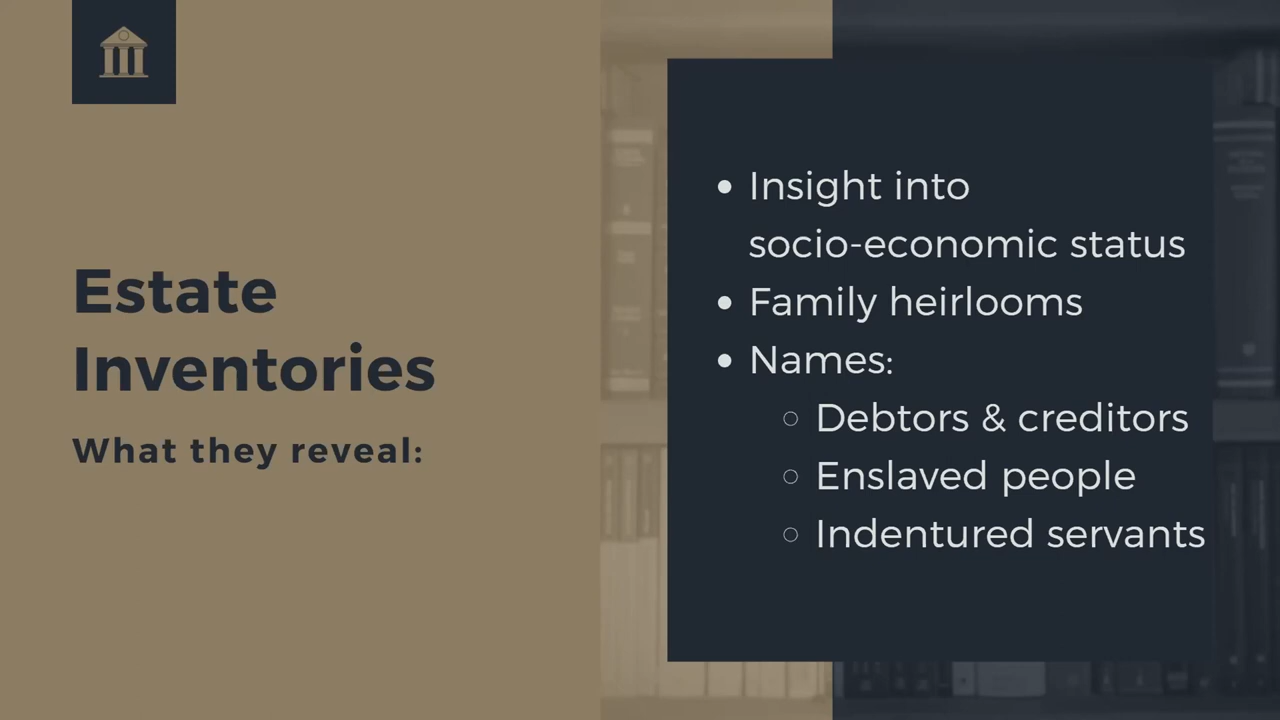 Estate
Inventories
What they reveal:
• Insight into
socio-economic status
• Family heirlooms
• Names:
○ Debtors & creditors
○ Enslaved people
○ Indentured servants